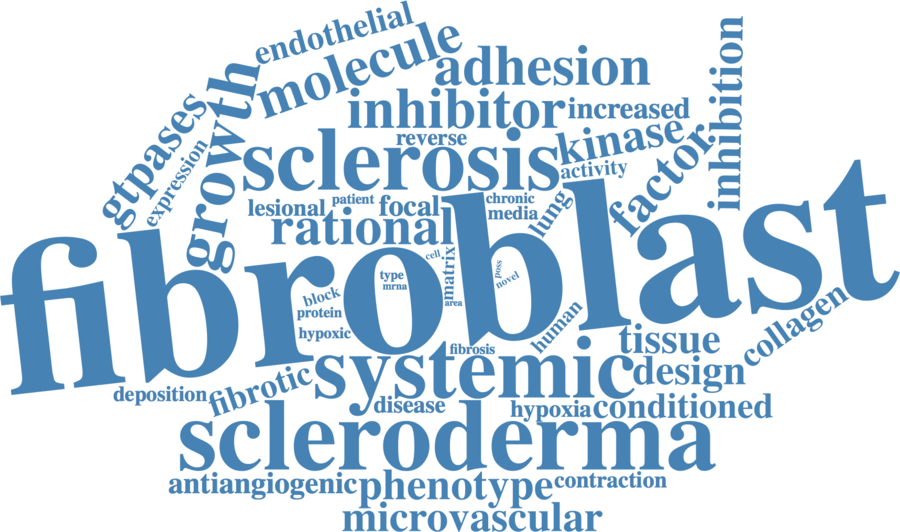 endothelial
molecule
adhesion
inhibition
growth
gtpases
inhibitor
increased
reverse
kinase
expression
sclerosis
activity
factor
lesional
patient
focal
chronic
media
lung
rational
fibroblast
cell
matrix
type
mrna
area
poss
novel
block
protein
hypoxic
human
collagen
fibrosis
tissue
systemic
design
deposition
fibrotic
disease
hypoxia
conditioned
scleroderma
antiangiogenic
phenotype
contraction
microvascular